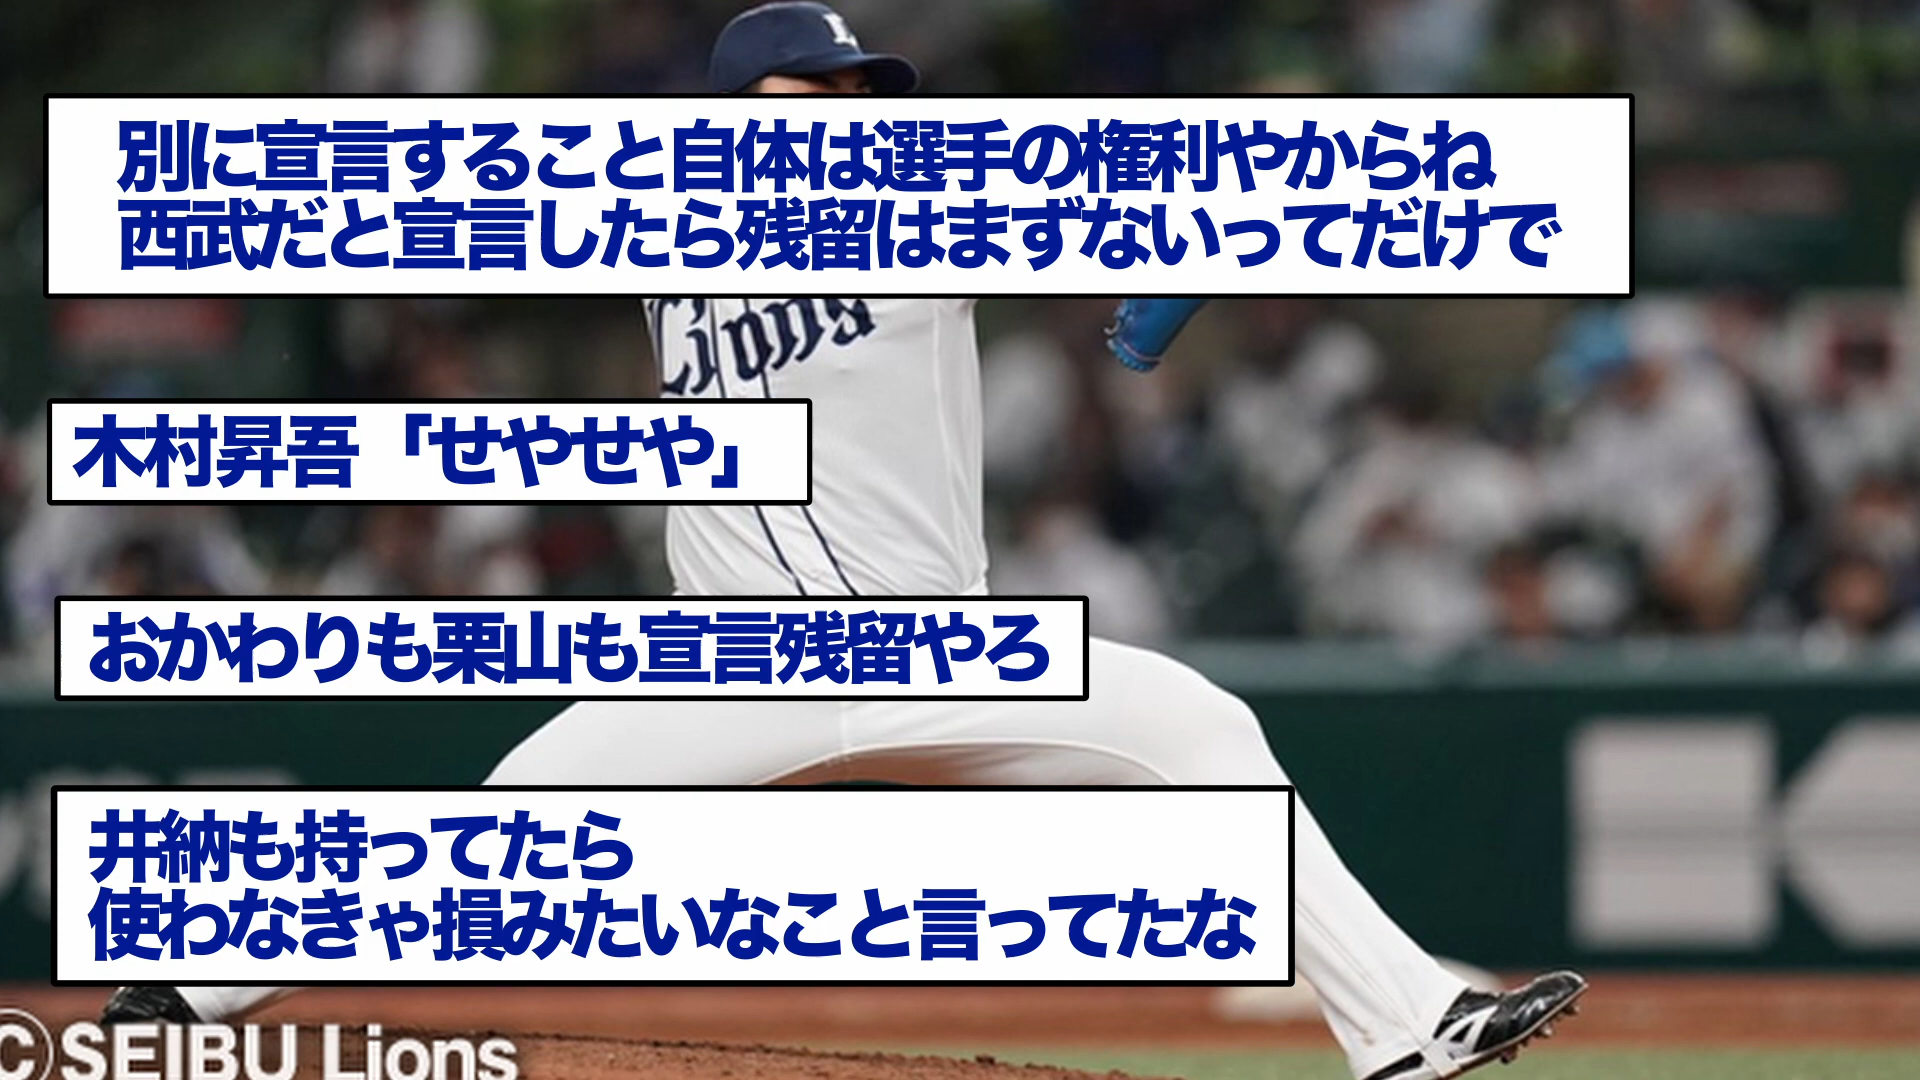 別に宣言すること自体は選手の権利やからね
西武だと宣言したら残留はまずないってだけで
Lions
木村昇吾「せやせや」
おかわりも栗山も宣言残留やろ
井納も持ってたら
使わなきゃ損みたいなこと言ってたな
©SEIBU Lions